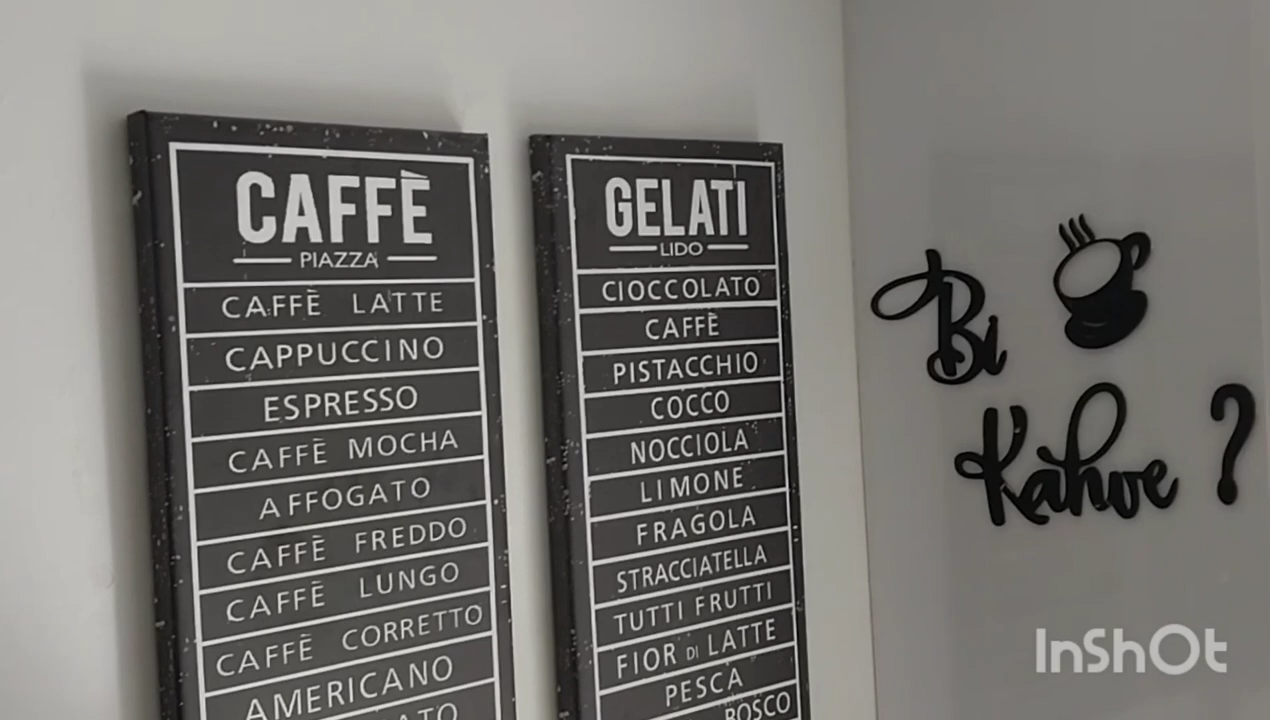 CAFFÈ
PIAZZA
CAFFÈ LATTE
CAPPUCCINO
ESPRESSO
CAFFÈ MOCHA
AFFOGATO
CAFFÈ FREDDO
CAFFÈ LUNGO
CAFFÈ CORRETTO
AMERICANO
GELATI
LIDO
CIOCCOLATO
CAFFÈ
PISTACCHIO
COCCO
NOCCIOLA
LIMONE
FRAGOLA
STRACCIATELLA
TUTTI FRUTTI
FIOR DI LATTE
PESCA
BOSCO
Bi
Kahve ?
InShOt